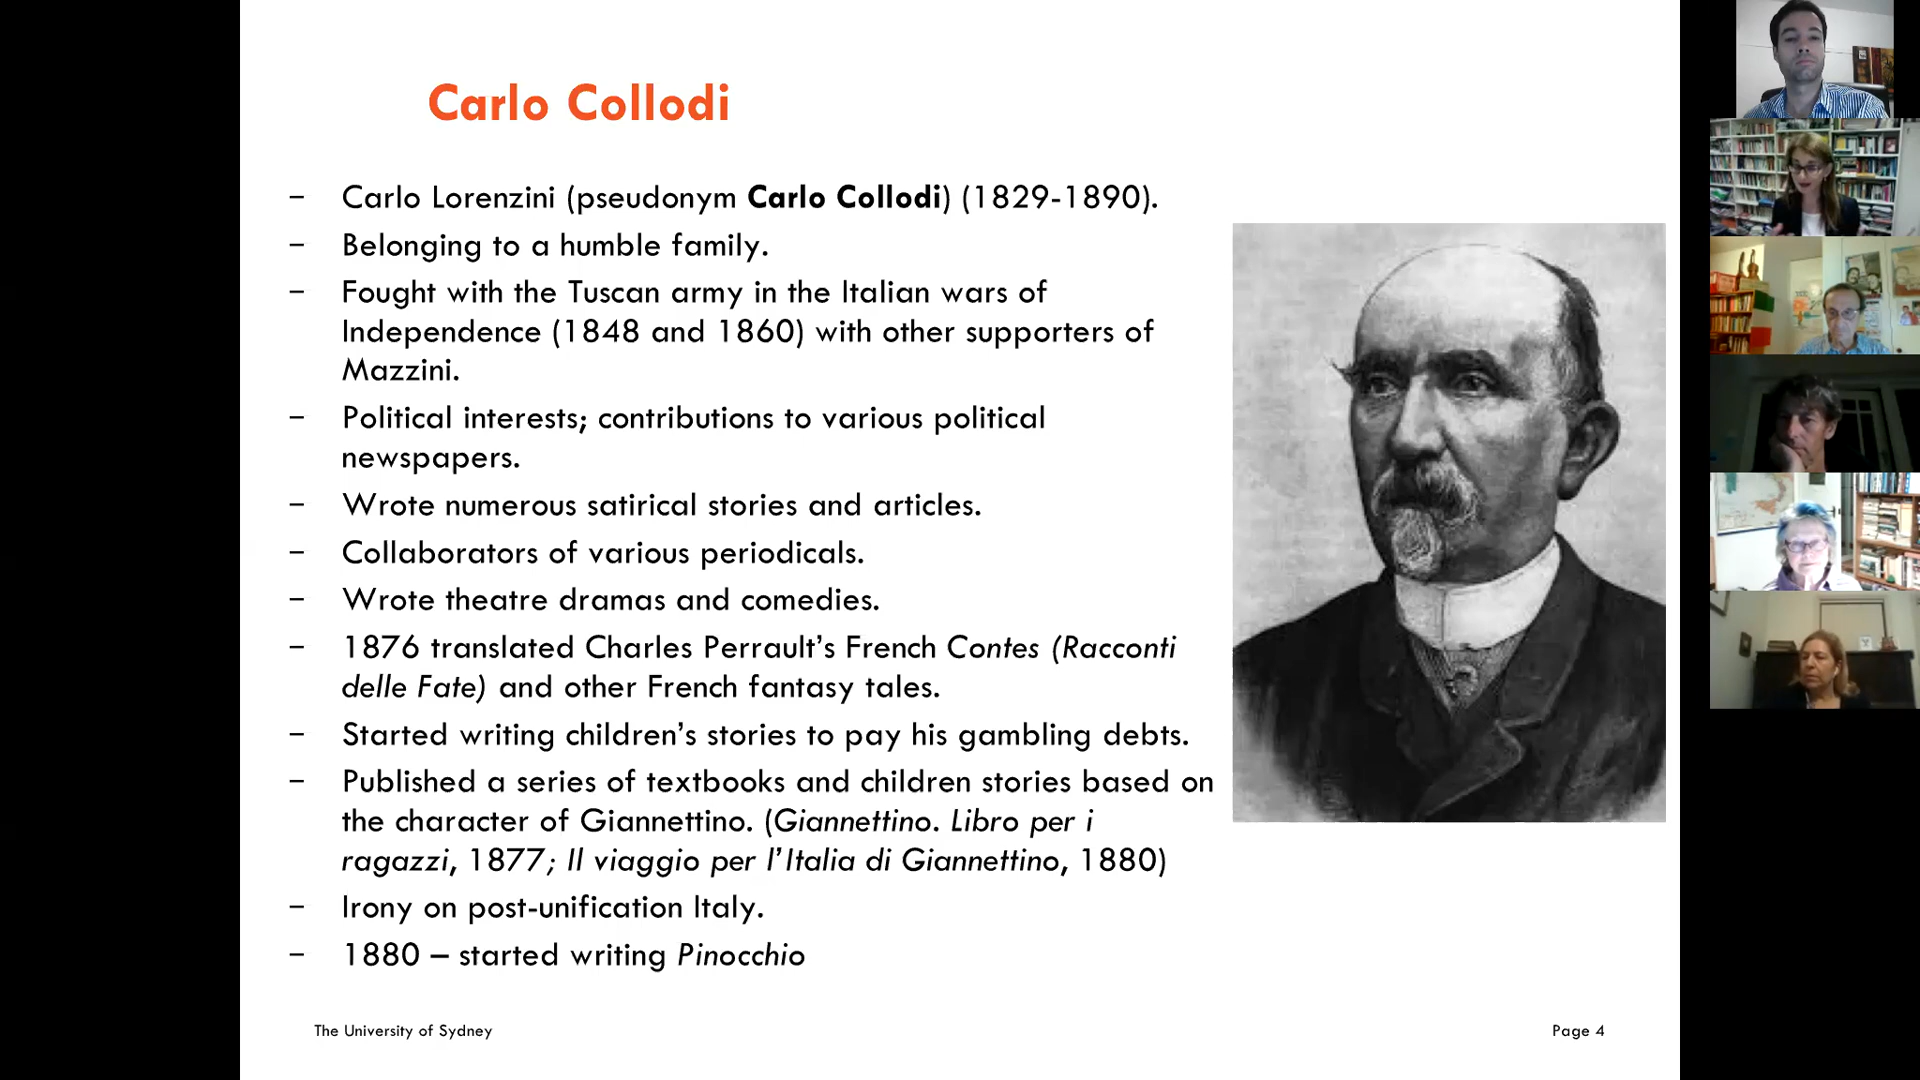 Carlo Collodi
– Carlo Lorenzini (pseudonym Carlo Collodi) (1829-1890).
– Belonging to a humble family.
– Fought with the Tuscan army in the Italian wars of
Independence (1848 and 1860) with other supporters of
Mazzini.
– Political interests; contributions to various political
newspapers.
– Wrote numerous satirical stories and articles.
– Collaborators of various periodicals.
– Wrote theatre dramas and comedies.
– 1876 translated Charles Perrault’s French Contes (Racconti
delle Fate) and other French fantasy tales.
– Started writing children’s stories to pay his gambling debts.
– Published a series of textbooks and children stories based on
the character of Giannettino. (Giannettino. Libro per i
ragazzi, 1877; Il viaggio per l’Italia di Giannettino, 1880)
– Irony on post-unification Italy.
– 1880 – started writing Pinocchio
The University of Sydney
Page 4